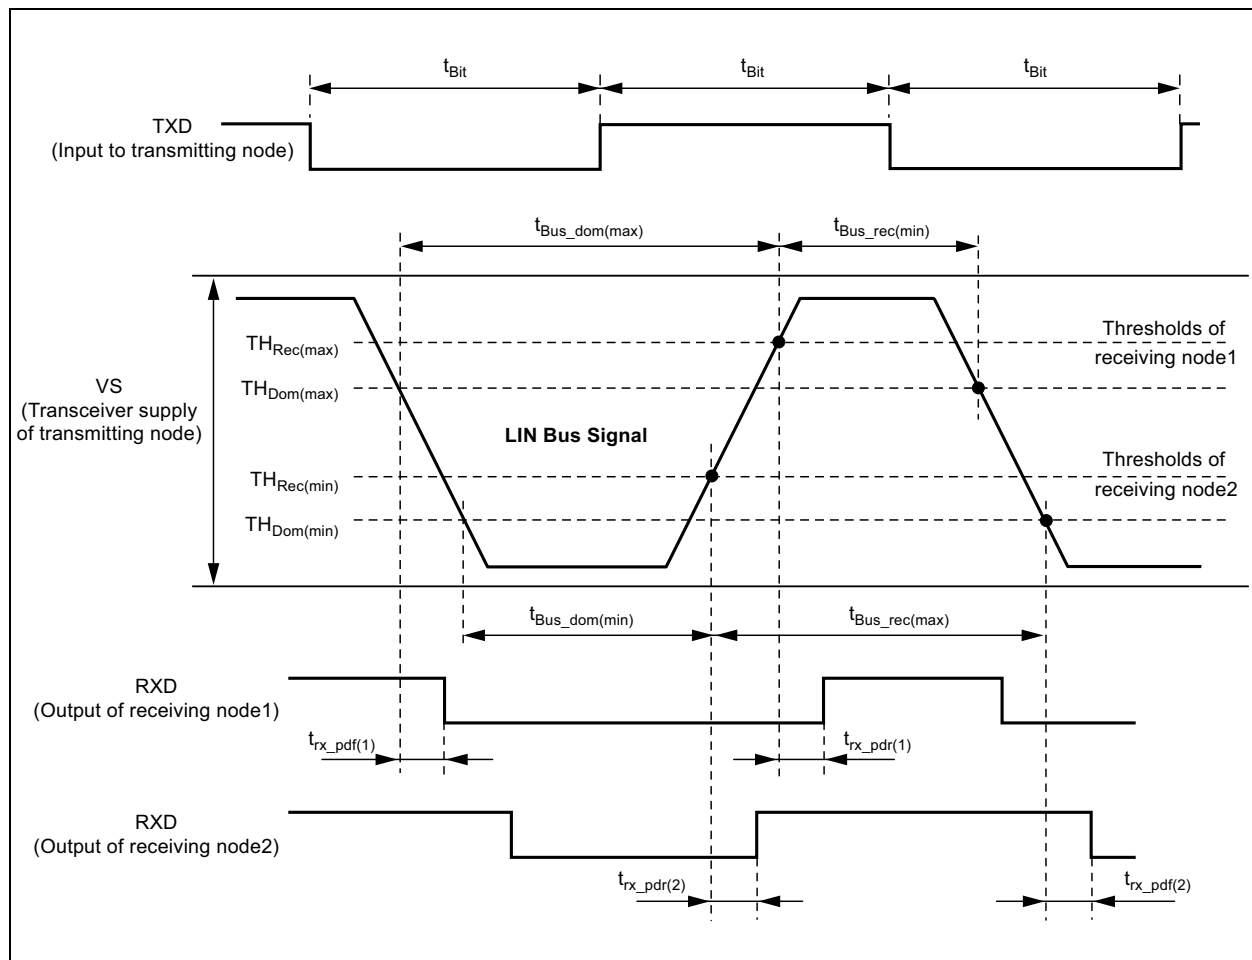 tBit tBit tBit
TXD
(Input to transmitting node)
tBus_dom(max) tBus_rec(min)
THRec(max)
Thresholds of
receiving node1
THDom(max)
VS
(Transceiver supply
of transmitting node)
LIN Bus Signal
THRec(min)
Thresholds of
receiving node2
THDom(min)
tBus_dom(min) tBus_rec(max)
RXD
(Output of receiving node1)
trx_pdf(1) trx_pdr(1)
RXD
(Output of receiving node2)
trx_pdr(2) trx_pdf(2)